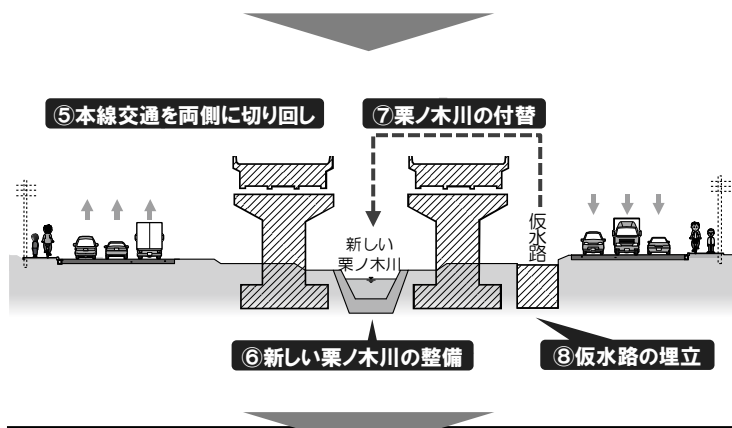 ⑤本線交通を両側に切り回し
⑦栗ノ木川の付替
新しい
栗ノ木川
仮水路
⑥新しい栗ノ木川の整備
⑧仮水路の埋立